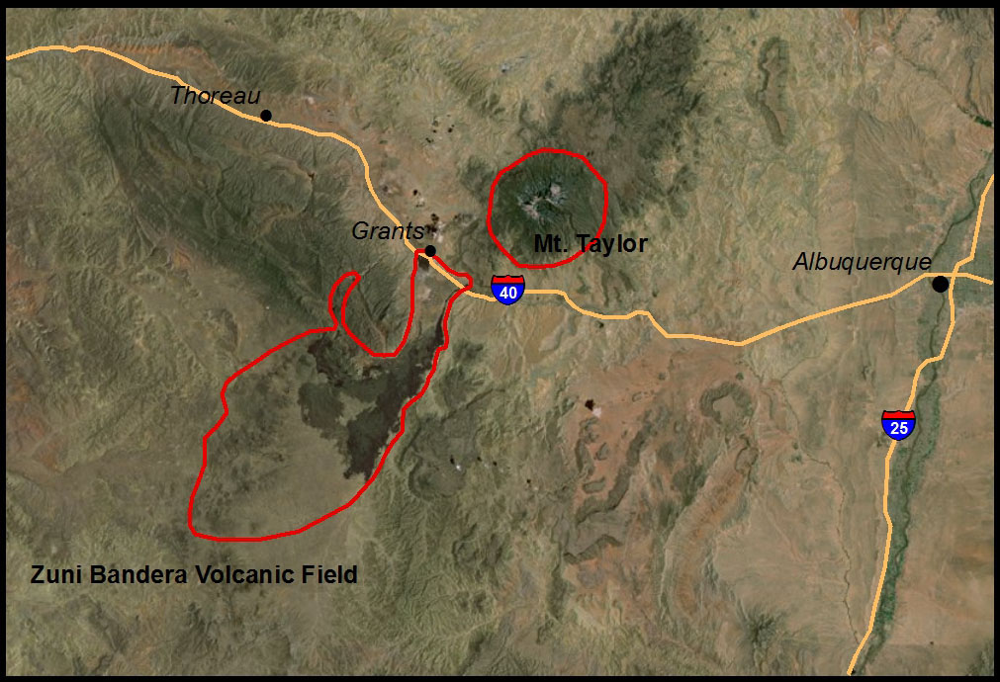 Thoreau
Grants
Mt. Taylor
Albuquerque
40
25
Zuni Bandera Volcanic Field